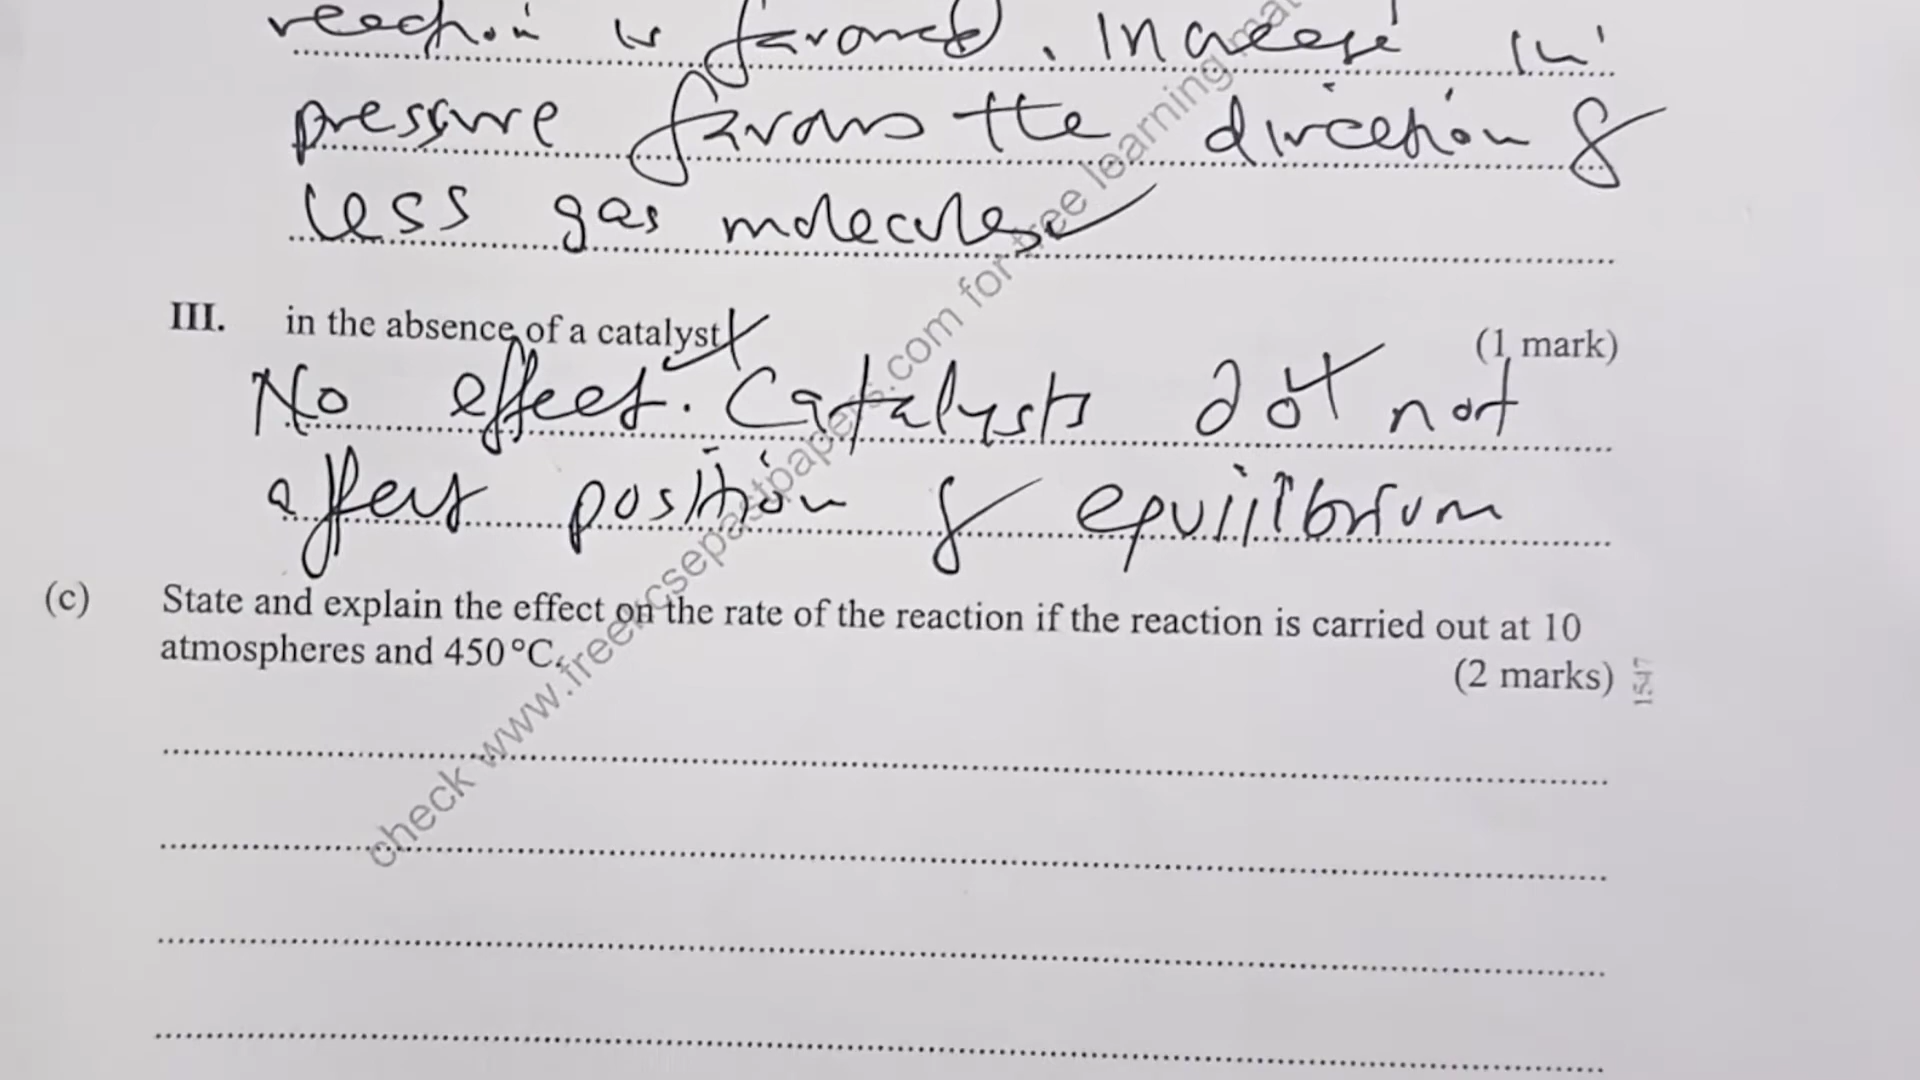 reaction is favored. Increase in
pressure favors the direction of
less gas molecules
III. in the absence of a catalyst (1 mark)
No effect. Catalysts do not
affect position of equilibrium
(c) State and explain the effect on the rate of the reaction if the reaction is carried out at 10
atmospheres and 450 °C. (2 marks)
check www.freekcsepastpapers.com for free learning